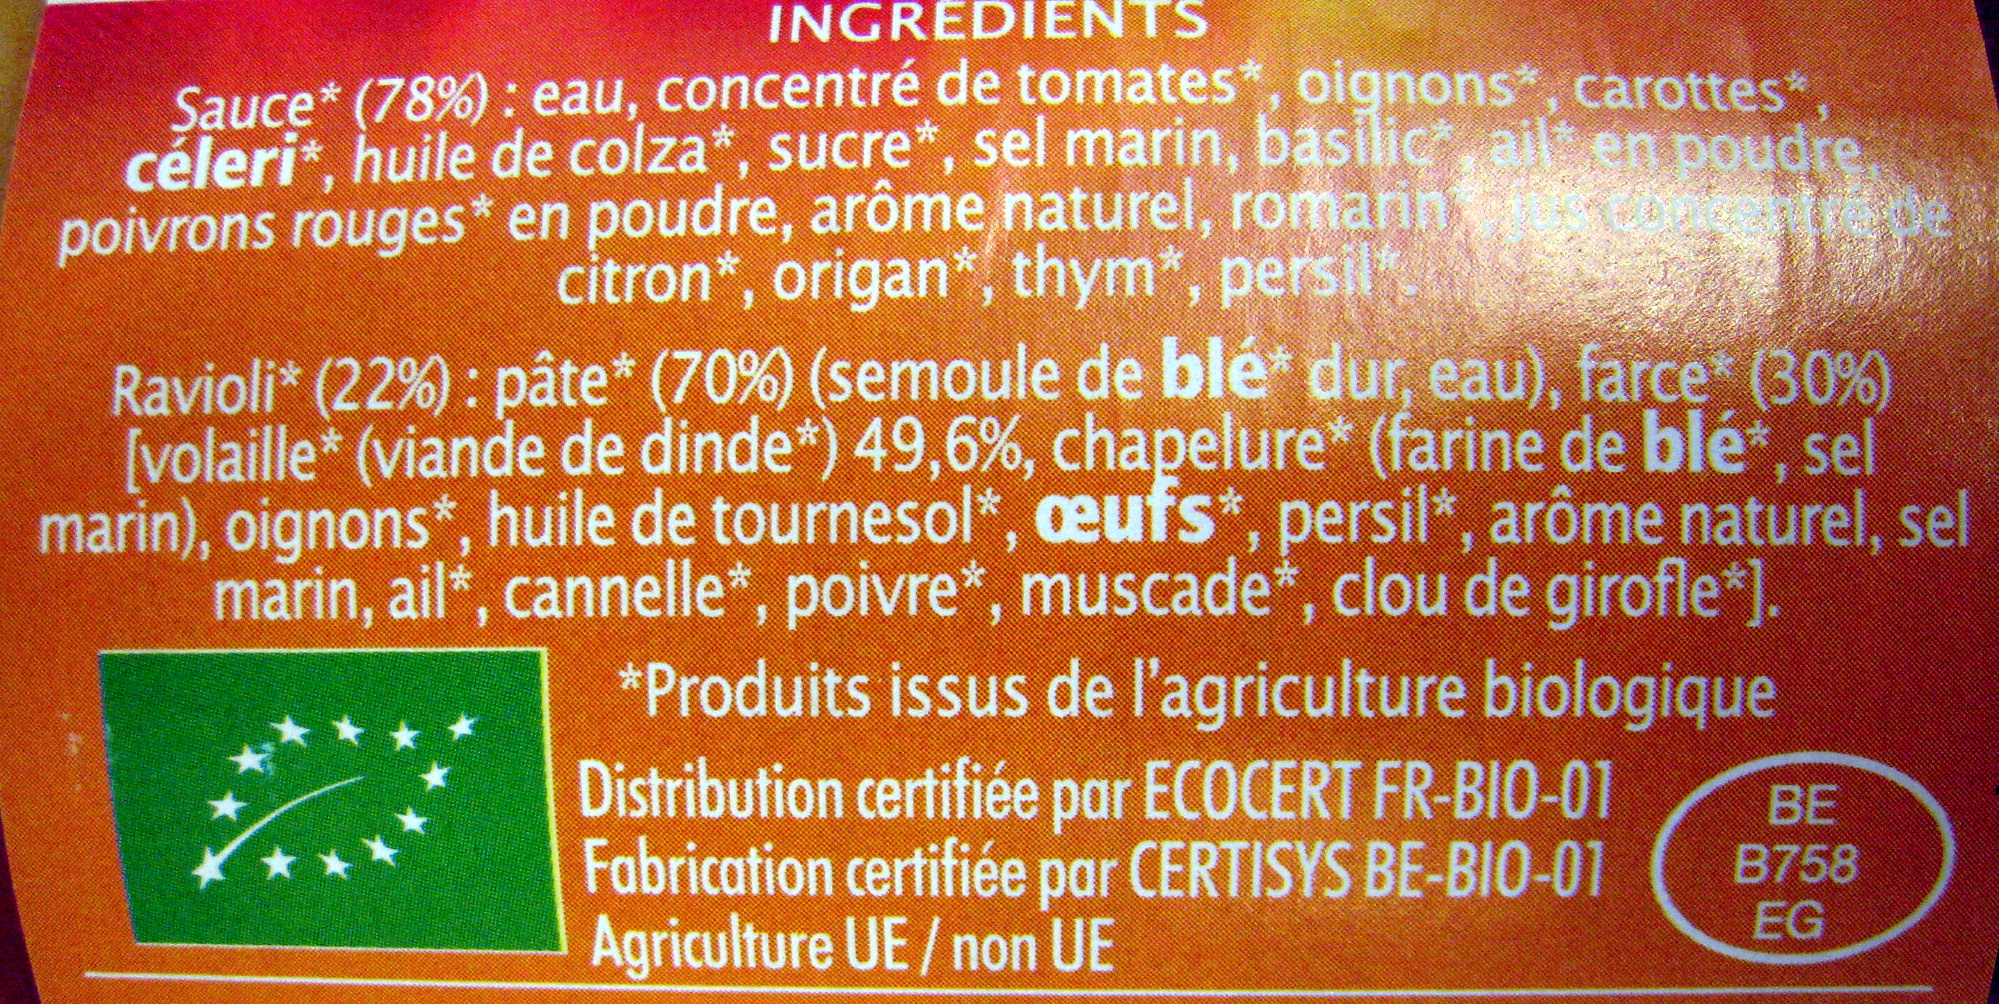 INGRÉDIENTS
Sauce* (78%) : eau, concentré de tomates*, oignons*, carottes*,
céleri*, huile de colza*, sucre*, sel marin, basilic*, ail* en poudre,
poivrons rouges* en poudre, arôme naturel, romarin*, jus concentré de
citron*, origan*, thym*, persil*.
Ravioli* (22%) : pâte* (70%) (semoule de blé* dur, eau), farce* (30%)
[volaille* (viande de dinde*) 49,6%, chapelure* (farine de blé*, sel
marin), oignons*, huile de tournesol*, œufs*, persil*, arôme naturel, sel
marin, ail*, cannelle*, poivre*, muscade*, clou de girofle*].
*Produits issus de l'agriculture biologique
Distribution certifiée par ECOCERT FR-BIO-01
Fabrication certifiée par CERTISYS BE-BIO-01
Agriculture UE / non UE
BE
B758
EG